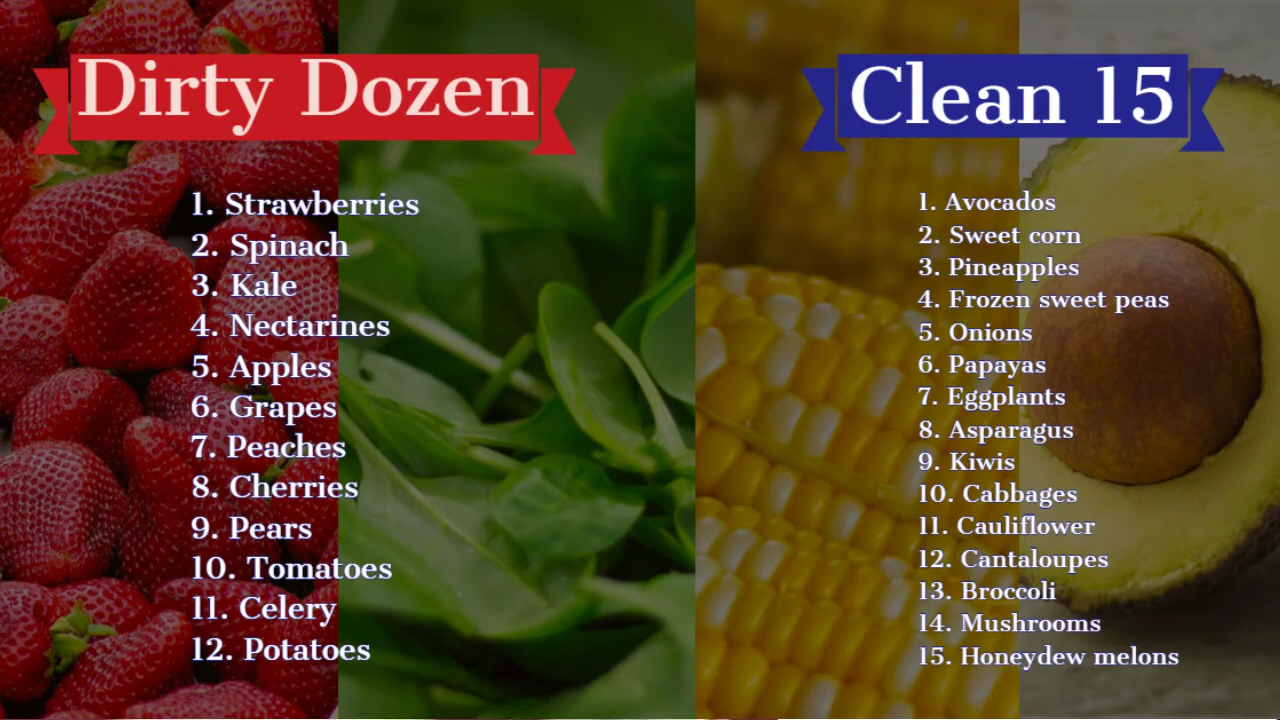 Dirty Dozen
1. Strawberries
2. Spinach
3. Kale
4. Nectarines
5. Apples
6. Grapes
7. Peaches
8. Cherries
9. Pears
10. Tomatoes
11. Celery
12. Potatoes
Clean 15
1. Avocados
2. Sweet corn
3. Pineapples
4. Frozen sweet peas
5. Onions
6. Papayas
7. Eggplants
8. Asparagus
9. Kiwis
10. Cabbages
11. Cauliflower
12. Cantaloupes
13. Broccoli
14. Mushrooms
15. Honeydew melons